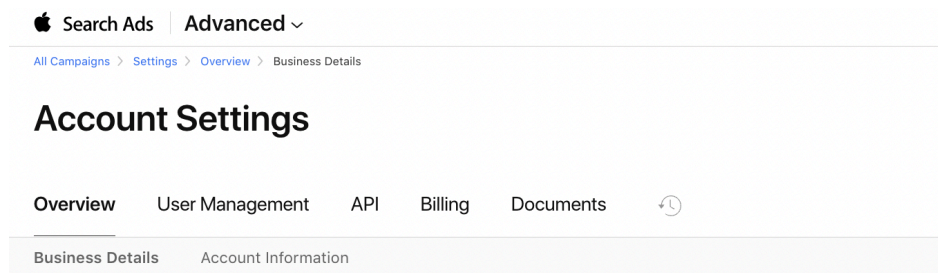 Search Ads Advanced
All Campaigns > Settings > Overview > Business Details
Account Settings
Overview User Management API Billing Documents
Business Details Account Information